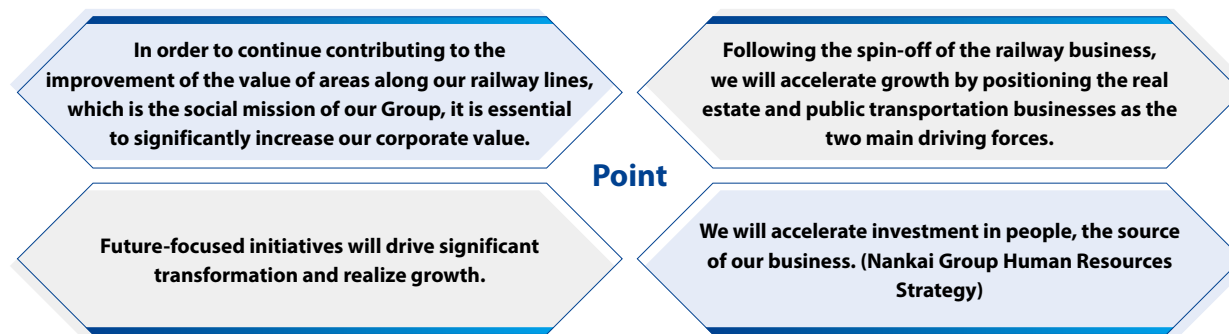 In order to continue contributing to the
improvement of the value of areas along our railway lines,
which is the social mission of our Group, it is essential
to significantly increase our corporate value.
Following the spin-off of the railway business,
we will accelerate growth by positioning the real
estate and public transportation businesses as the
two main driving forces.
Point
Future-focused initiatives will drive significant
transformation and realize growth.
We will accelerate investment in people, the source
of our business. (Nankai Group Human Resources
Strategy)